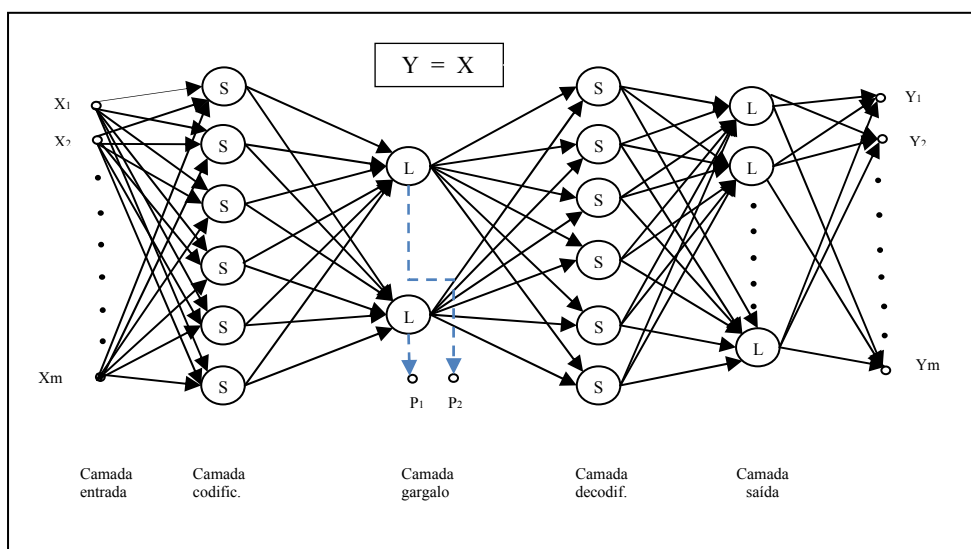 Y = X
X1
X2
Xm
S
S
S
S
S
S
L
L
P1 P2
S
S
S
S
S
S
L
L
L
Y1
Y2
Ym
Camada
entrada
Camada
codific.
Camada
gargalo
Camada
decodif.
Camada
saída